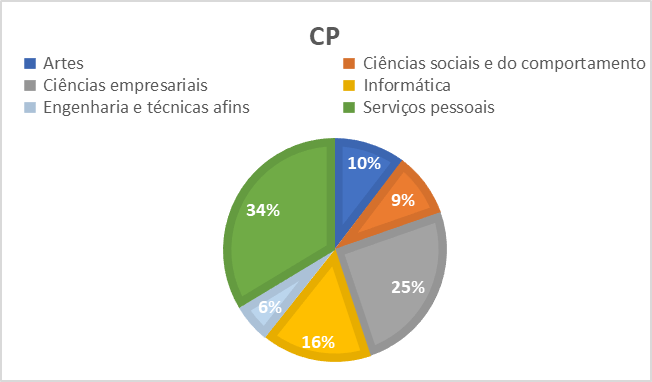 CP
Artes
Ciências sociais e do comportamento
Ciências empresariais
Informática
Engenharia e técnicas afins
Serviços pessoais
10%
9%
25%
16%
6%
34%